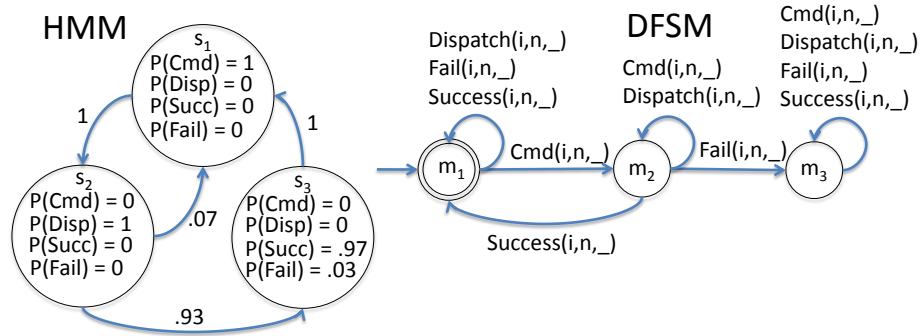 HMM
s1
P(Cmd) = 1
P(Disp) = 0
P(Succ) = 0
P(Fail) = 0
1
1
s2
P(Cmd) = 0
P(Disp) = 1
P(Succ) = 0
P(Fail) = 0
.07
s3
P(Cmd) = 0
P(Disp) = 0
P(Succ) = .97
P(Fail) = .03
.93
DFSM
Dispatch(i,n,_)
Fail(i,n,_)
Success(i,n,_)
Cmd(i,n,_)
Dispatch(i,n,_)
Cmd(i,n,_)
Dispatch(i,n,_)
Fail(i,n,_)
Success(i,n,_)
m1
Cmd(i,n,_)
m2
Fail(i,n,_)
m3
Success(i,n,_)